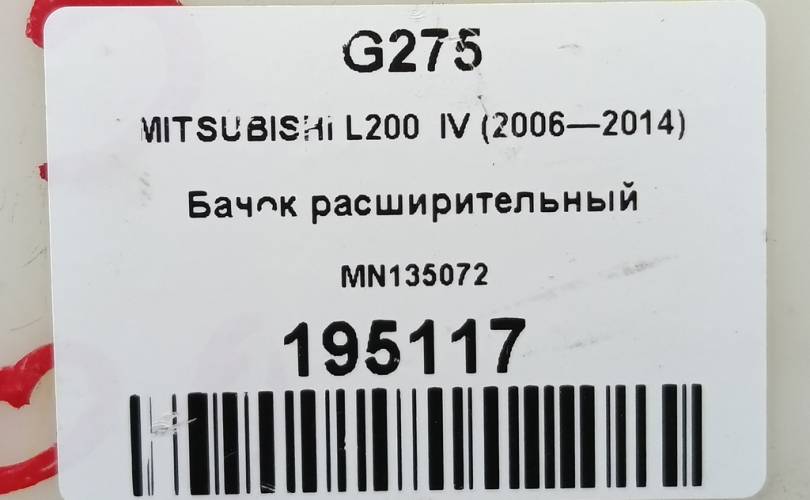 G275
MITSUBISHI L200 IV (2006—2014)
Бачок расширительный
MN135072
195117